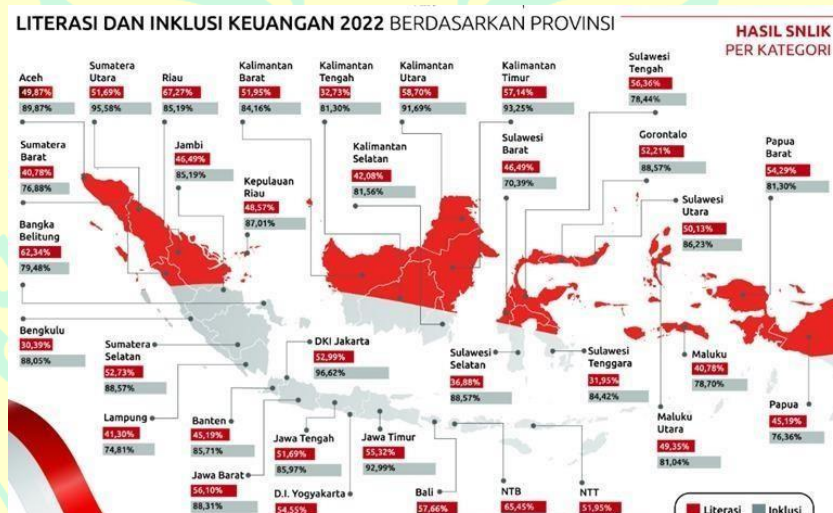 LITERASI DAN INKLUSI KEUANGAN 2022 BERDASARKAN PROVINSI
HASIL SNLIK
PER KATEGORI
Aceh
49,87%
89,87%
Sumatera
Utara
51,69%
95,58%
Riau
67,27%
85,19%
Kalimantan
Barat
51,95%
84,16%
Kalimantan
Tengah
32,73%
81,30%
Kalimantan
Utara
58,70%
91,69%
Kalimantan
Timur
57,14%
93,25%
Sulawesi
Tengah
56,36%
78,44%
Sumatera
Barat
40,78%
76,88%
Jambi
46,49%
85,19%
Kepulauan
Riau
48,57%
87,01%
Kalimantan
Selatan
42,08%
81,56%
Sulawesi
Barat
46,49%
70,39%
Gorontalo
52,21%
88,57%
Sulawesi
Utara
50,13%
86,23%
Papua
Barat
54,29%
81,30%
Bangka
Belitung
62,34%
79,48%
Bengkulu
30,39%
88,05%
Sumatera
Selatan
52,73%
88,57%
DKI Jakarta
52,99%
96,62%
Sulawesi
Selatan
36,88%
88,57%
Sulawesi
Tenggara
31,95%
84,42%
Maluku
40,78%
78,70%
Lampung
41,30%
74,81%
Banten
45,19%
85,71%
Jawa Tengah
51,69%
85,97%
Jawa Timur
55,32%
92,99%
Maluku
Utara
49,35%
81,04%
Papua
45,19%
76,36%
Jawa Barat
56,10%
88,31%
D.I. Yogyakarta
54,55%
Bali
57,66%
NTB
65,45%
NTT
51,95%
Literasi
Inklusi